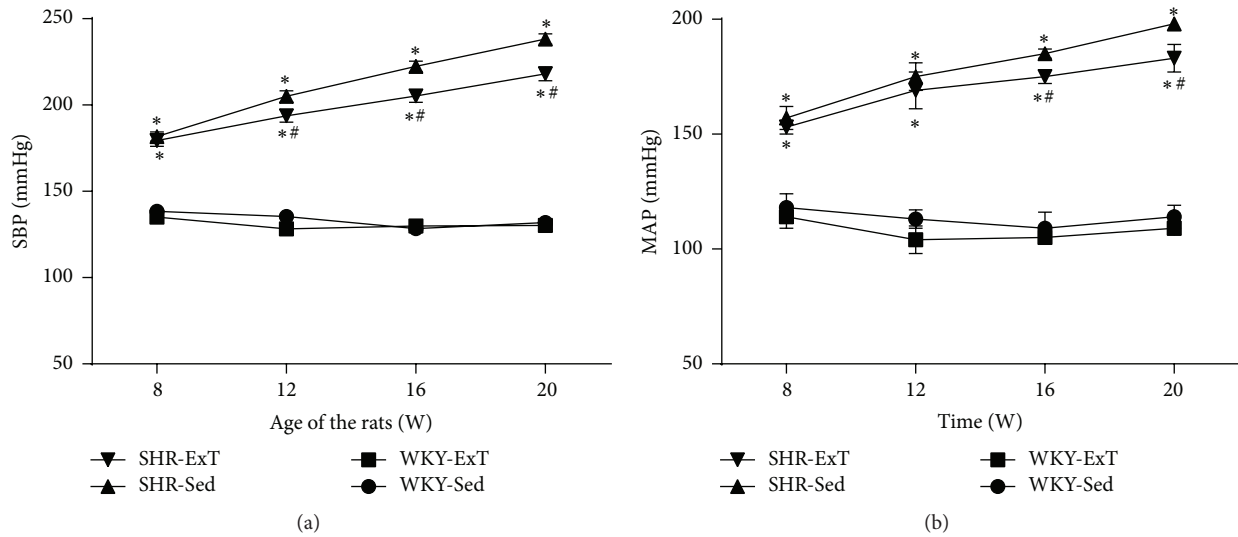 250
200
150
100
50
SBP (mmHg)
* * * *
* *# *# *#
8 12 16 20
Age of the rats (W)
SHR-ExT WKY-ExT
SHR-Sed WKY-Sed
(a)
200
150
100
50
MAP (mmHg)
* * * *
* * *# *#
8 12 16 20
Time (W)
SHR-ExT WKY-ExT
SHR-Sed WKY-Sed
(b)